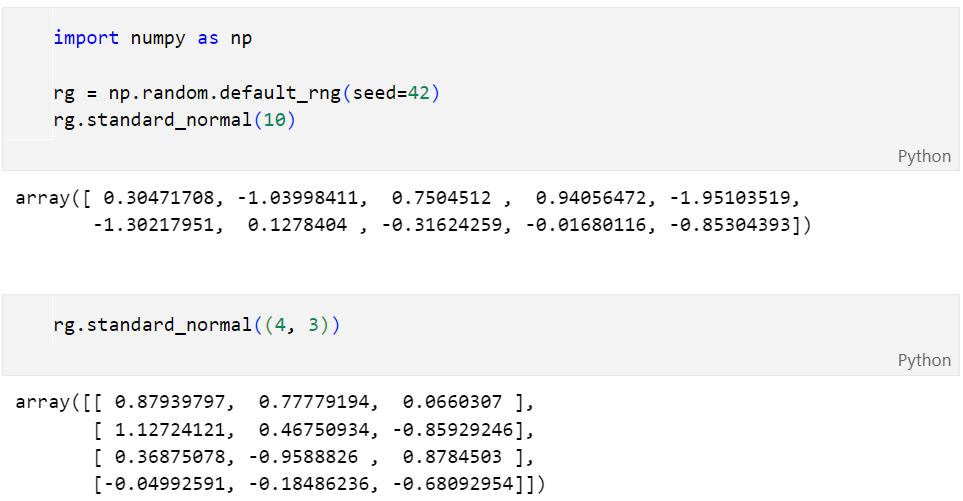 import numpy as np
rg = np.random.default_rng(seed=42)
rg.standard_normal(10)
Python
array([ 0.30471708, -1.03998411,  0.7504512 ,  0.94056472, -1.95103519,
       -1.30217951,  0.1278404 , -0.31624259, -0.01680116, -0.85304393])
rg.standard_normal((4, 3))
Python
array([[ 0.87939797,  0.77779194,  0.0660307 ],
       [ 1.12724121,  0.46750934, -0.85929246],
       [ 0.36875078, -0.9588826 ,  0.8784503 ],
       [-0.04992591, -0.18486236, -0.68092954]])